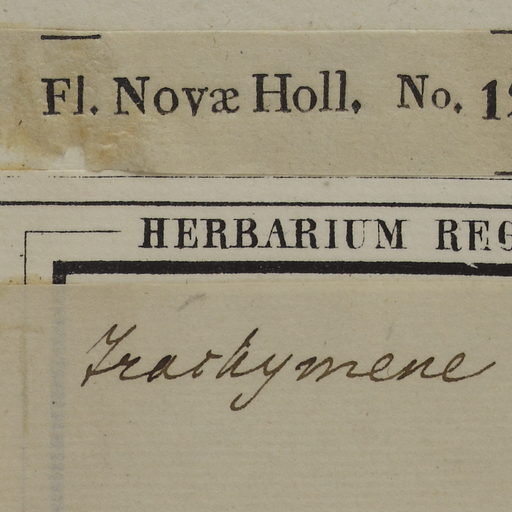 Fl. Novæ Holl. No. 1
HERBARIUM REG
Trachymene